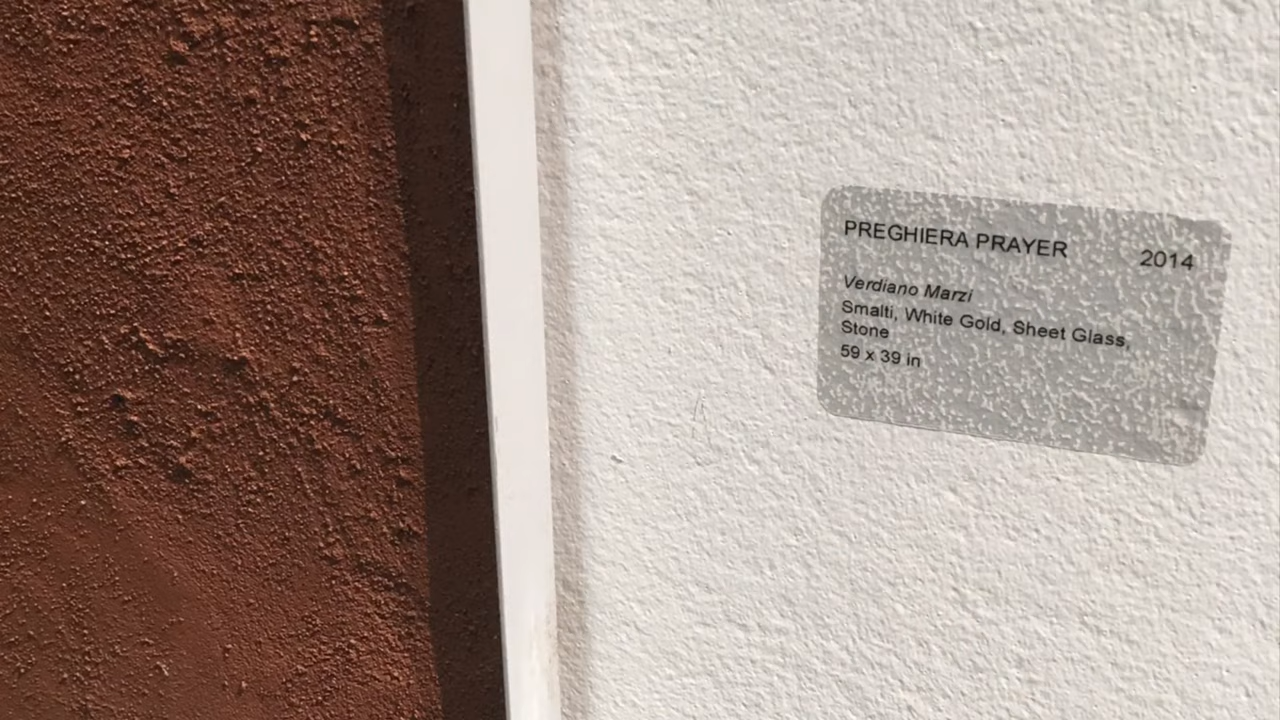 PREGHIERA PRAYER 2014
Verdiano Marzi
Smalti, White Gold, Sheet Glass,
Stone
59 x 39 in